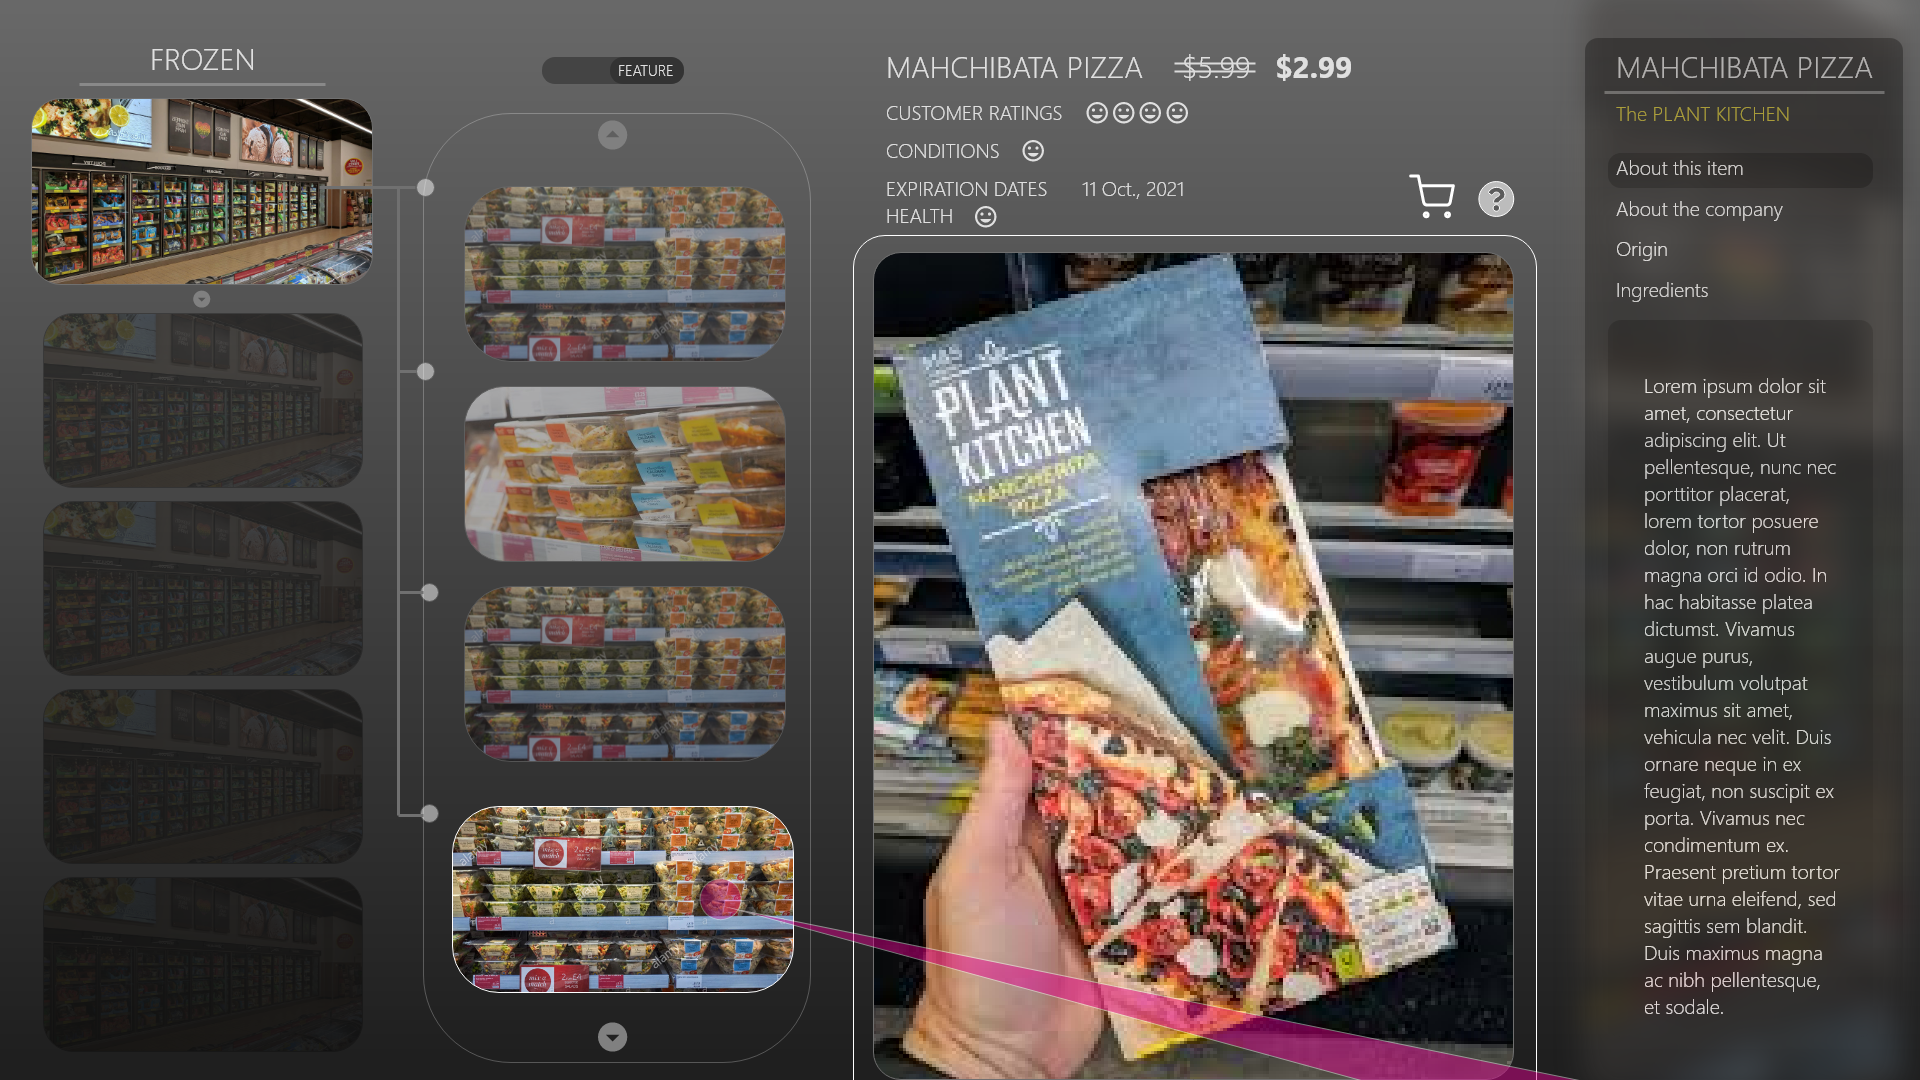 FROZEN
FEATURE
MAHCHIBATA PIZZA $5.99 $2.99
CUSTOMER RATINGS
CONDITIONS
EXPIRATION DATES 11 Oct., 2021
HEALTH
?
PLANT
KITCHEN
MARGHERITA
PIZZA
mix &
match
MAHCHIBATA PIZZA
The PLANT KITCHEN
About this item
About the company
Origin
Ingredients
Lorem ipsum dolor sit
amet, consectetur
adipiscing elit. Ut
pellentesque, nunc nec
porttitor placerat,
lorem tortor posuere
dolor, non rutrum
magna orci id odio. In
hac habitasse platea
dictumst. Vivamus
augue purus,
vestibulum volutpat
maximus sit amet,
vehicula nec velit. Duis
ornare neque in ex
feugiat, non suscipit ex
porta. Vivamus nec
condimentum ex.
Praesent pretium tortor
vitae urna eleifend, sed
sagittis sem blandit.
Duis maximus magna
ac nibh pellentesque,
et sodale.